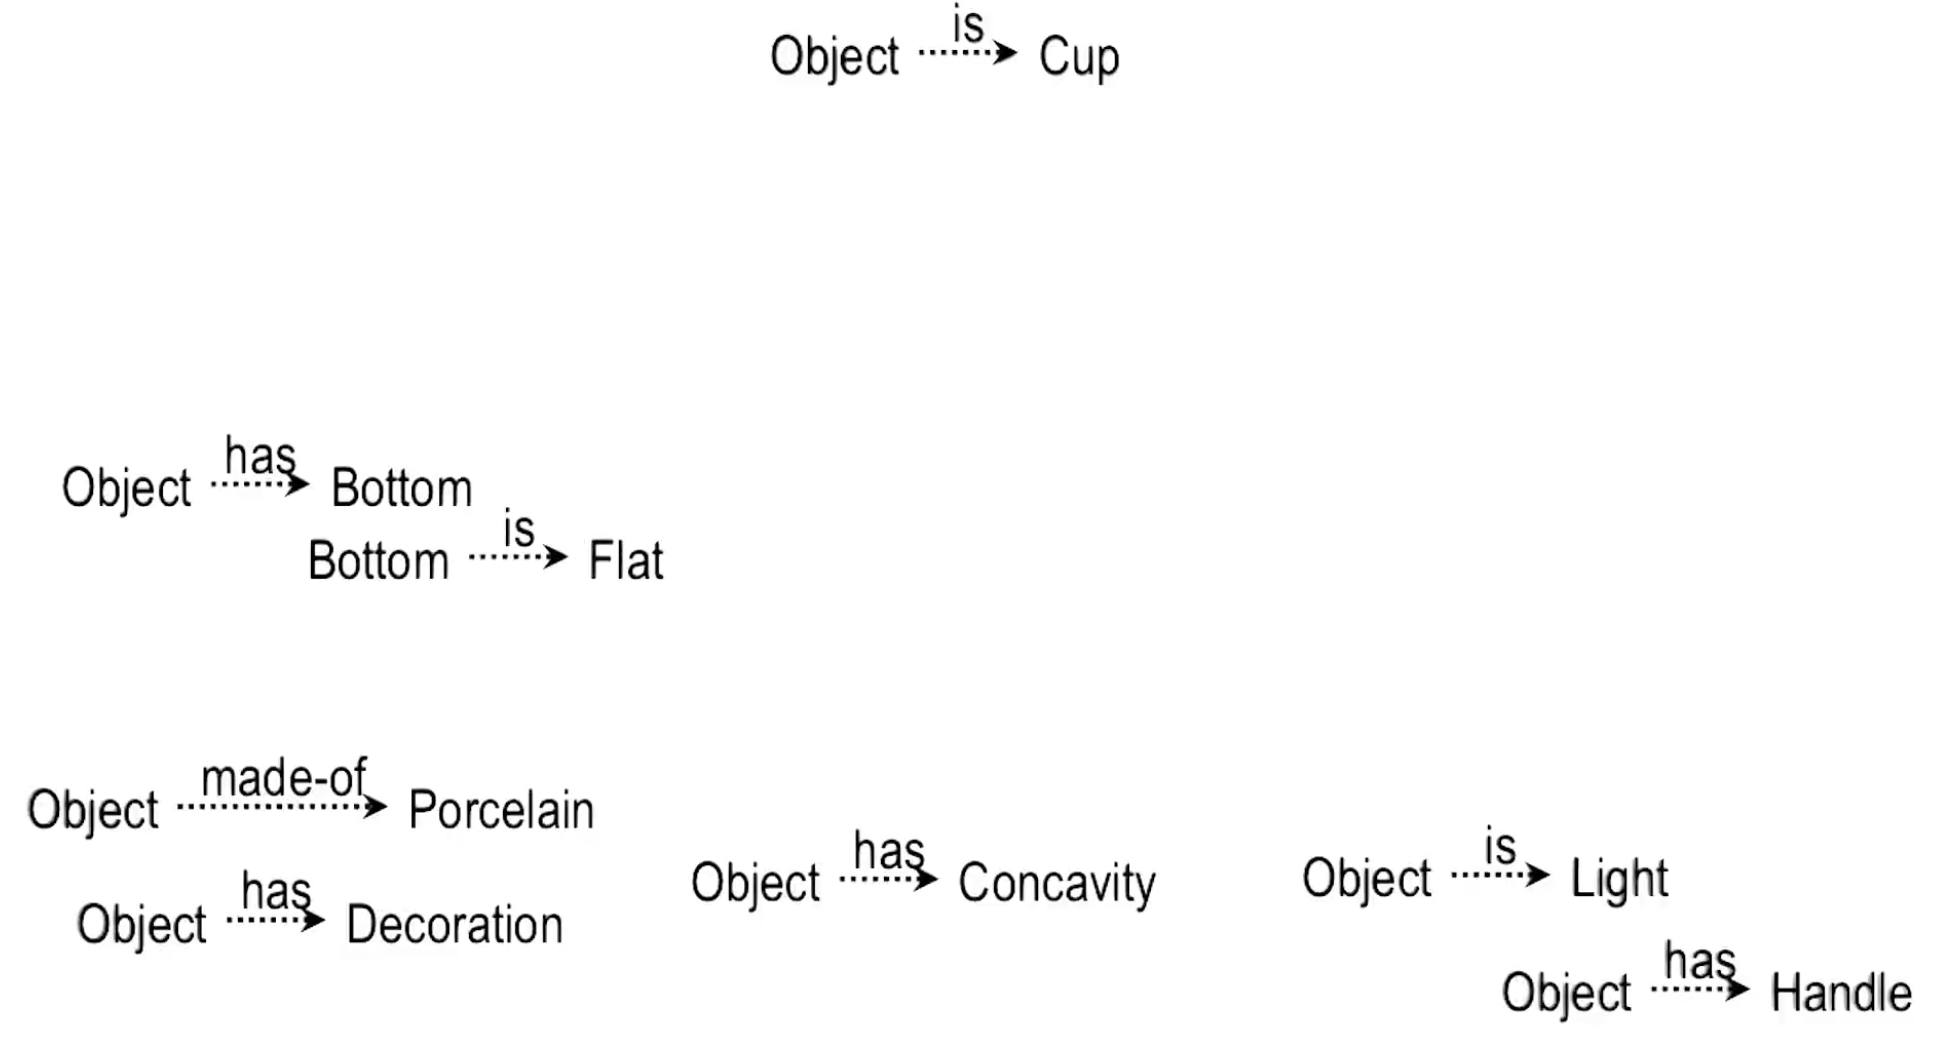 Object is Cup
Object has Bottom
Bottom is Flat
Object made-of Porcelain
Object has Decoration
Object has Concavity
Object is Light
Object has Handle